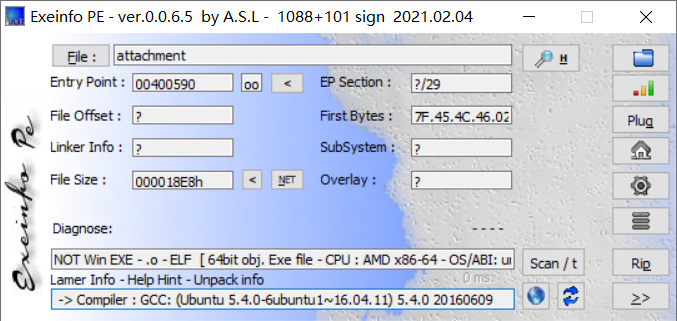 Exeinfo PE - ver.0.0.6.5 by A.S.L - 1088+101 sign 2021.02.04
Exeinfo Pe
File : attachment H
Entry Point : 00400590 oo < EP Section : ?/29
File Offset : ? First Bytes : 7F.45.4C.46.02 Plug
Linker Info : ? SubSystem : ?
File Size : 000018E8h < NET Overlay : ?
Diagnose: ----
NOT Win EXE - .o - ELF [ 64bit obj. Exe file - CPU : AMD x86-64 - OS/ABI: Scan / t Rip
Lamer Info - Help Hint - Unpack info 0 ms.
-> Compiler : GCC: (Ubuntu 5.4.0-6ubuntu1~16.04.11) 5.4.0 20160609 >>